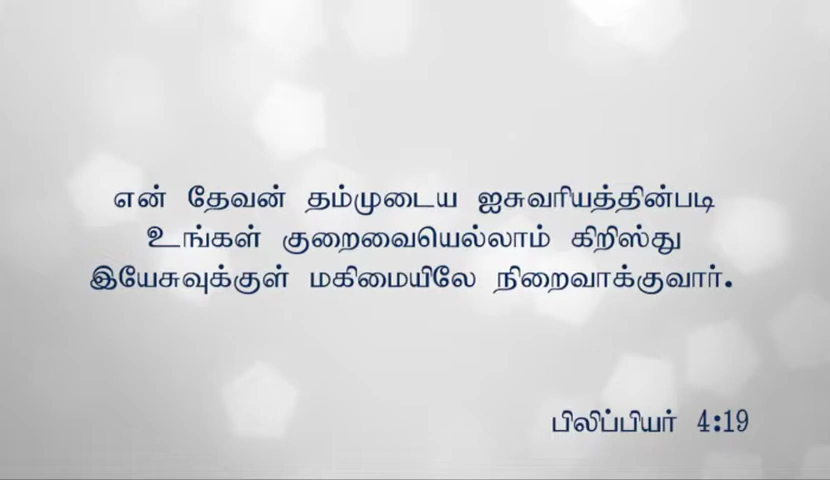 என் தேவன் தம்முடைய ஐசுவரியத்தின்படி
உங்கள் குறைவையெல்லாம் கிறிஸ்து
இயேசுவுக்குள் மகிமையிலே நிறைவாக்குவார்.
பிலிப்பியர் 4:19